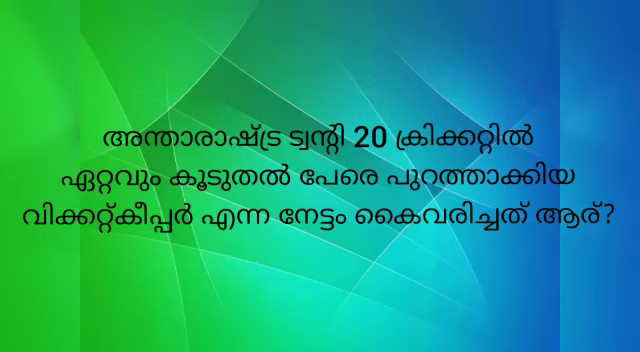 അന്താരാഷ്ട്ര ട്വന്റി 20 ക്രിക്കറ്റിൽ
ഏറ്റവും കൂടുതൽ പേരെ പുറത്താക്കിയ
വിക്കറ്റ്കീപ്പർ എന്ന നേട്ടം കൈവരിച്ചത് ആര്?